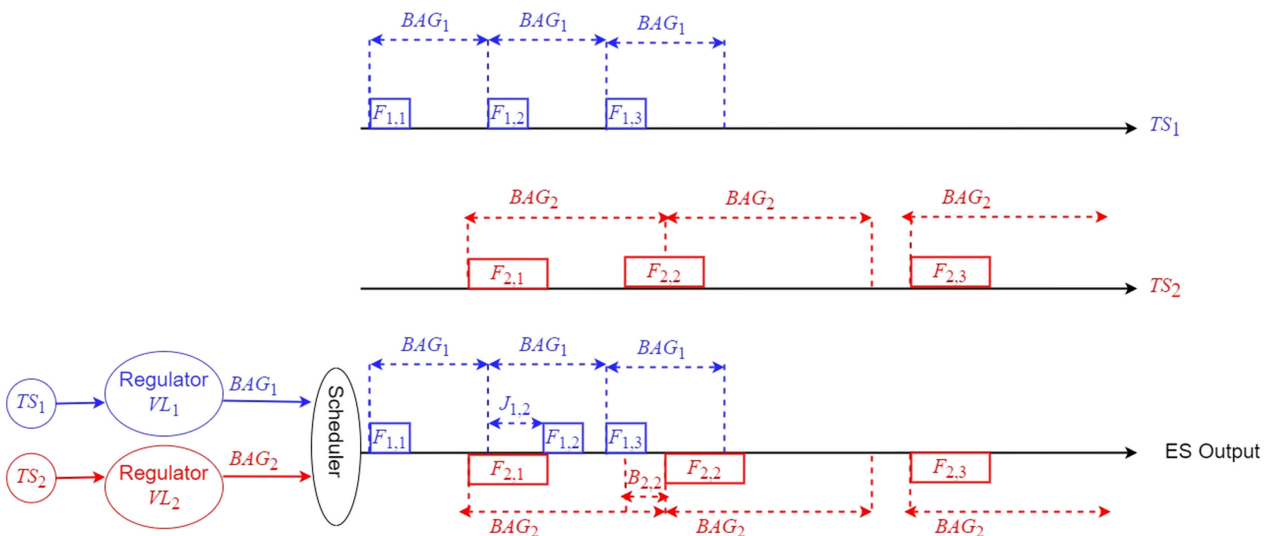 BAG1 BAG1 BAG1
F1,1 F1,2 F1,3
TS1
BAG2 BAG2 BAG2
F2,1 F2,2 F2,3
TS2
BAG1 BAG1 BAG1
TS1
Regulator
VL1
BAG1
TS2
Regulator
VL2
BAG2
Scheduler
J1,2
F1,1 F1,2 F1,3
ES Output
F2,1 B2,2 F2,2 F2,3
BAG2 BAG2 BAG2